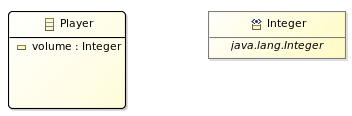 Player
volume : Integer
Integer
java.lang.Integer